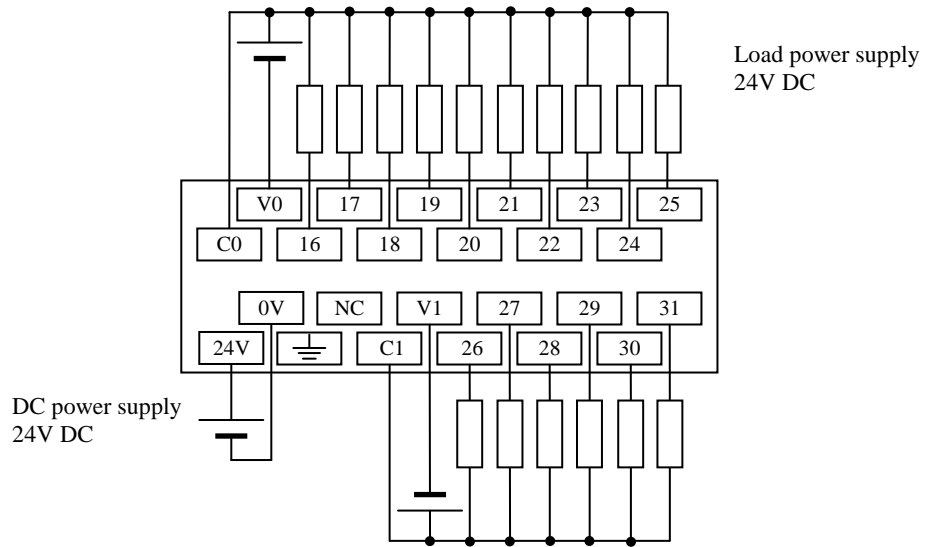 Load power supply
24V DC
V0 17 19 21 23 25
C0 16 18 20 22 24
0V NC V1 27 29 31
24V C1 26 28 30
DC power supply
24V DC